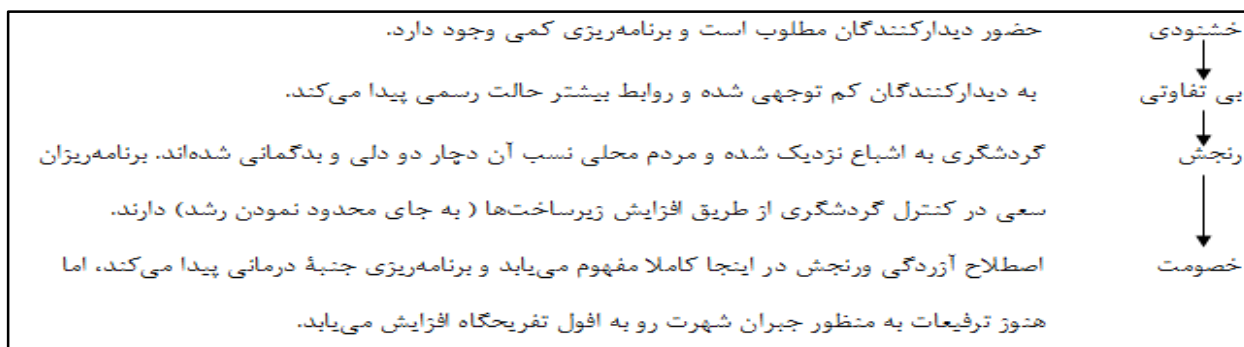 خشنودی حضور دیدارکنندگان مطلوب است و برنامه‌ریزی کمی وجود دارد.
بی تفاوتی به دیدارکنندگان کم توجهی شده و روابط بیشتر حالت رسمی پیدا می‌کند.
رنجش گردشگری به اشباع نزدیک شده و مردم محلی نسب آن دچار دو دلی و بدگمانی شده‌اند. برنامه‌ریزان
سعی در کنترل گردشگری از طریق افزایش زیرساخت‌ها ( به جای محدود نمودن رشد) دارند.
خصومت اصطلاح آزردگی ورنجش در اینجا کاملا مفهوم می‌یابد و برنامه‌ریزی جنبۀ درمانی پیدا می‌کند، اما
هنوز ترفیعات به منظور جبران شهرت رو به افول تفریحگاه افزایش می‌یابد.